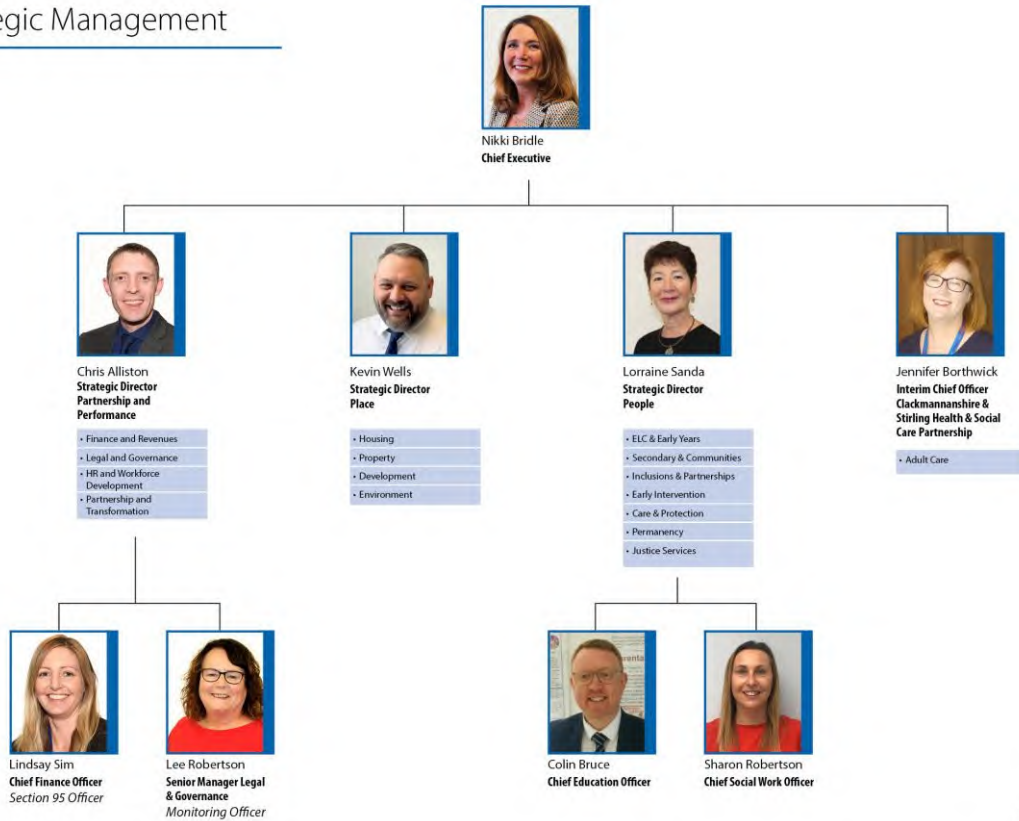 egic Management
Nikki Bridle
Chief Executive
Chris Alliston
Strategic Director
Partnership and
Performance
• Finance and Revenues
• Legal and Governance
• HR and Workforce
Development
• Partnership and
Transformation
Kevin Wells
Strategic Director
Place
• Housing
• Property
• Development
• Environment
Lorraine Sanda
Strategic Director
People
• ELC & Early Years
• Secondary & Communities
• Inclusions & Partnerships
• Early Intervention
• Care & Protection
• Permanency
• Justice Services
Jennifer Borthwick
Interim Chief Officer
Clackmannanshire &
Stirling Health & Social
Care Partnership
• Adult Care
Lindsay Sim
Chief Finance Officer
Section 95 Officer
Lee Robertson
Senior Manager Legal
& Governance
Monitoring Officer
Colin Bruce
Chief Education Officer
Sharon Robertson
Chief Social Work Officer